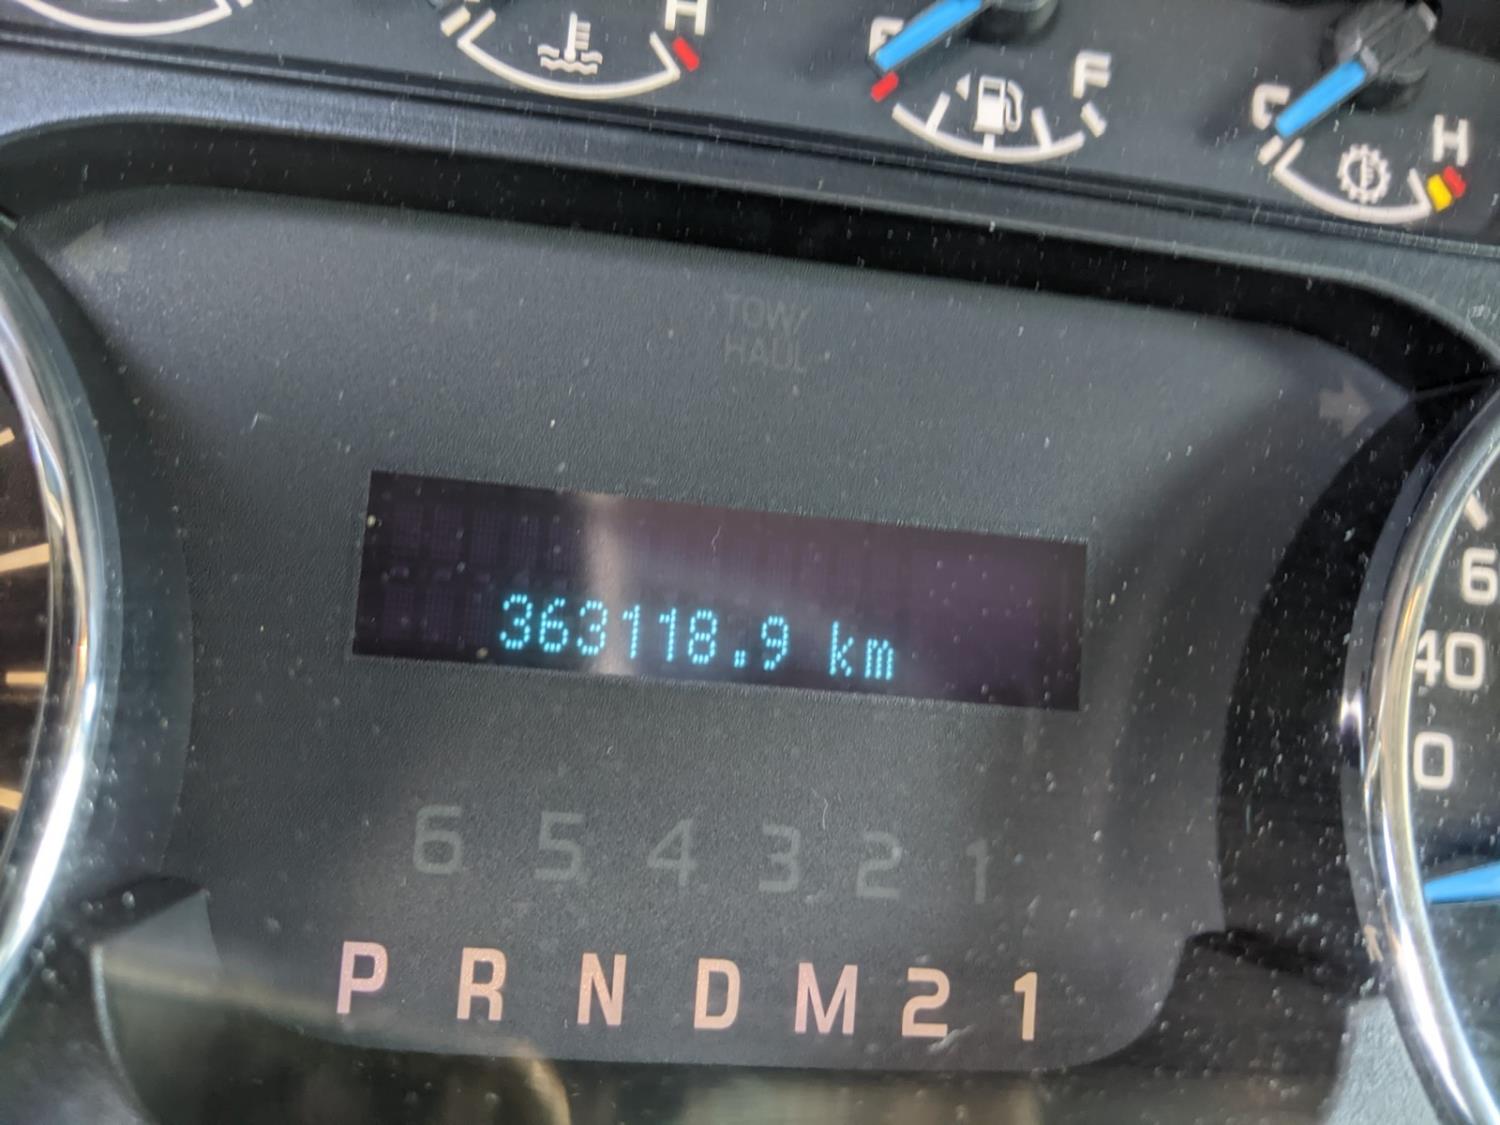 H
E
F
C
H
TOW/
HAUL
363118.9 km
6
40
0
6 5 4 3 2 1
P R N D M 2 1